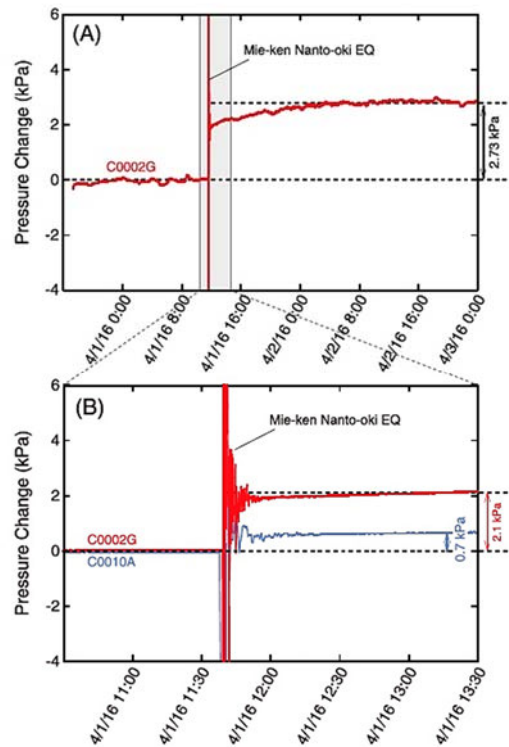 (A)
Mie-ken Nanto-oki EQ
C0002G
2.73 kPa
Pressure Change (kPa)
6
4
2
0
-2
-4
4/1/16 0:00
4/1/16 8:00
4/1/16 16:00
4/2/16 0:00
4/2/16 8:00
4/2/16 16:00
4/3/16 0:00
(B)
Mie-ken Nanto-oki EQ
C0002G
C0010A
0.7 kPa
2.1 kPa
Pressure Change (kPa)
6
4
2
0
-2
-4
4/1/16 11:00
4/1/16 11:30
4/1/16 12:00
4/1/16 12:30
4/1/16 13:00
4/1/16 13:30